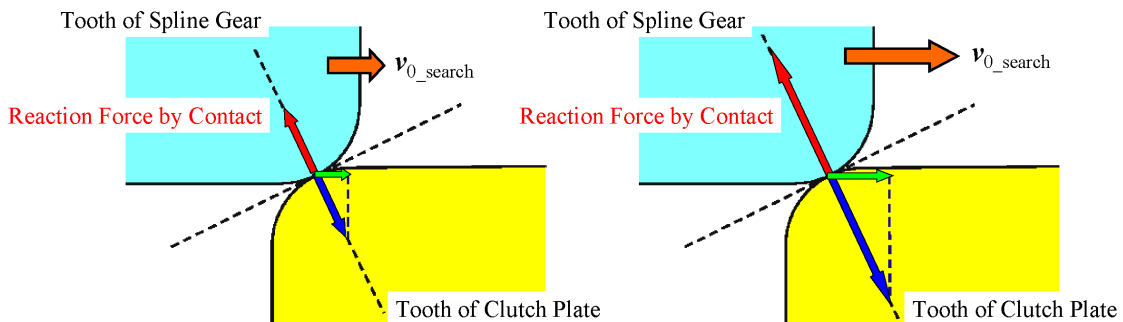 Tooth of Spline Gear
v0_search
Reaction Force by Contact
Tooth of Clutch Plate
Tooth of Spline Gear
v0_search
Reaction Force by Contact
Tooth of Clutch Plate